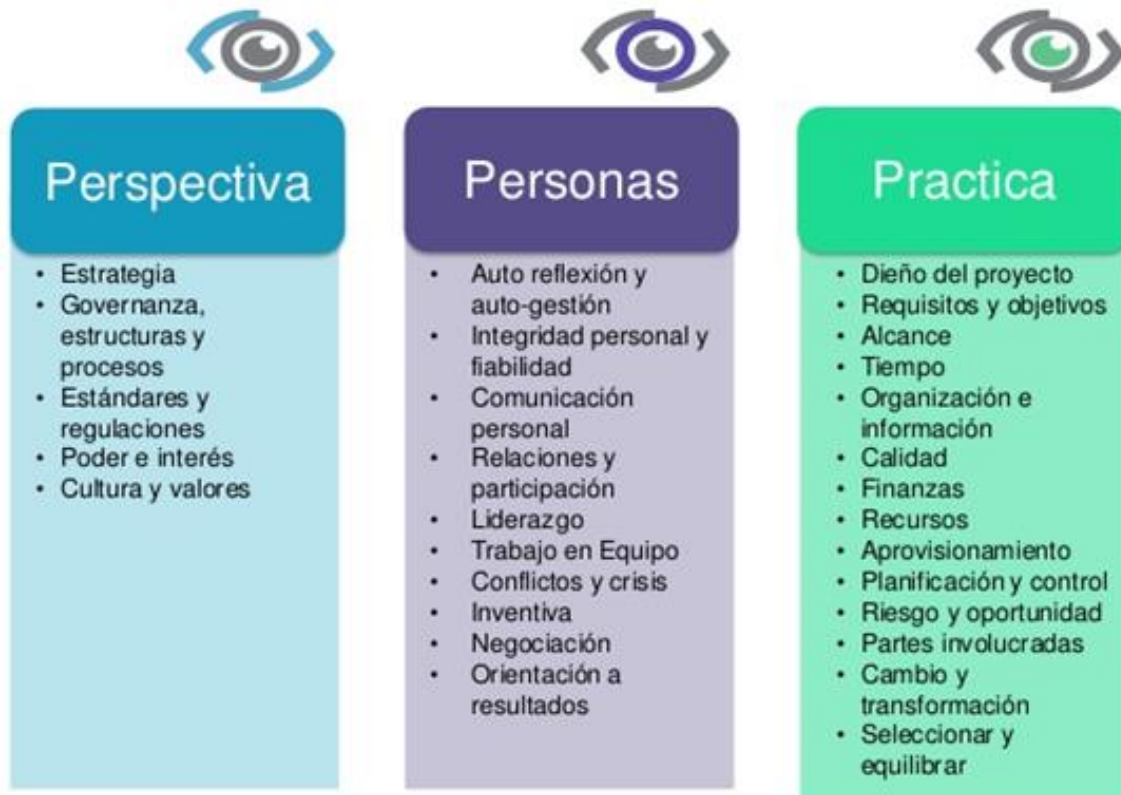 Perspectiva
• Estrategia
• Governanza,
estructuras y
procesos
• Estándares y
regulaciones
• Poder e interés
• Cultura y valores
Personas
• Auto reflexión y
auto-gestión
• Integridad personal y
fiabilidad
• Comunicación
personal
• Relaciones y
participación
• Liderazgo
• Trabajo en Equipo
• Conflictos y crisis
• Inventiva
• Negociación
• Orientación a
resultados
Practica
• Dieño del proyecto
• Requisitos y objetivos
• Alcance
• Tiempo
• Organización e
información
• Calidad
• Finanzas
• Recursos
• Aprovisionamiento
• Planificación y control
• Riesgo y oportunidad
• Partes involucradas
• Cambio y
transformación
• Seleccionar y
equilibrar